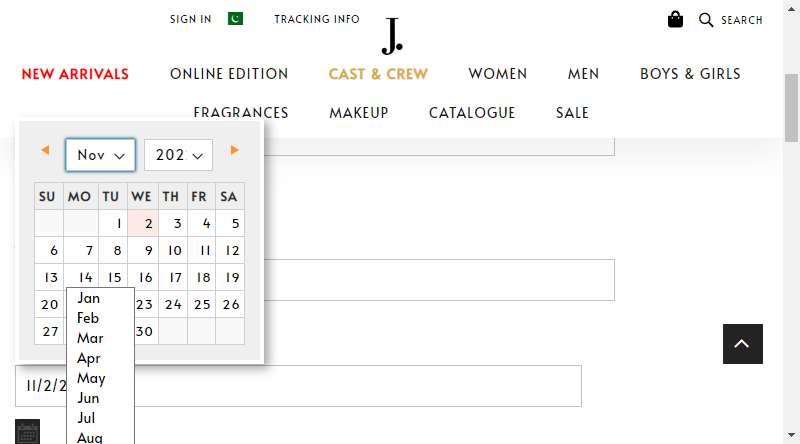 SIGN IN TRACKING INFO J. SEARCH
NEW ARRIVALS ONLINE EDITION CAST & CREW WOMEN MEN BOYS & GIRLS
FRAGRANCES MAKEUP CATALOGUE SALE
Nov 202
SU MO TU WE TH FR SA
1 2 3 4 5
6 7 8 9 10 11 12
13 14 15 16 17 18 19
20 23 24 25 26
27 30
Jan
Feb
Mar
Apr
May
Jun
Jul
Aug
11/2/2